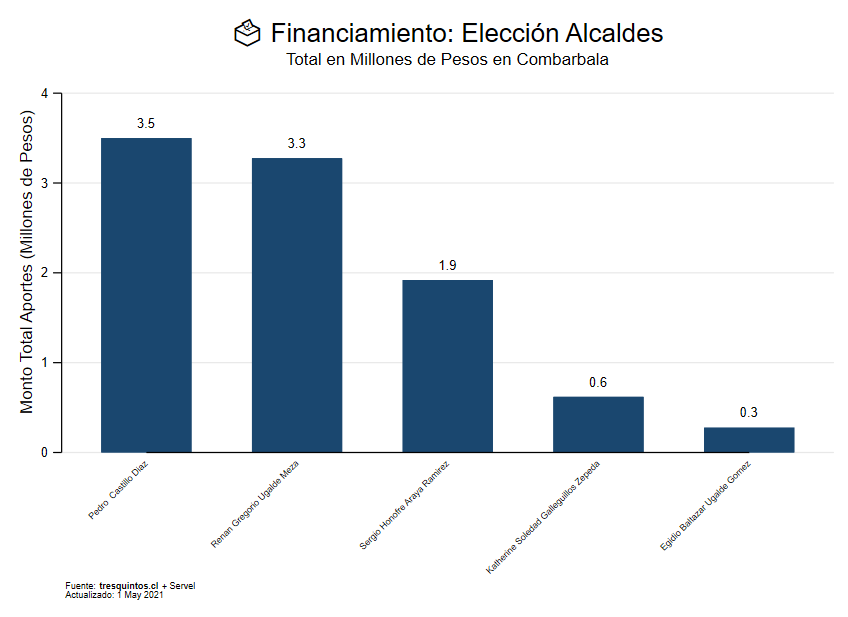 Financiamiento: Elección Alcaldes
Total en Millones de Pesos en Combarbala
Monto Total Aportes (Millones de Pesos)
4
3
2
1
0
3.5
3.3
1.9
0.6
0.3
Pedro Castillo Diaz
Renan Gregorio Ugalde Meza
Sergio Honofre Araya Ramirez
Katherine Soledad Galleguillos Zepeda
Egidio Baltazar Ugalde Gomez
Fuente: tresquintos.cl + Servel
Actualizado: 1 May 2021